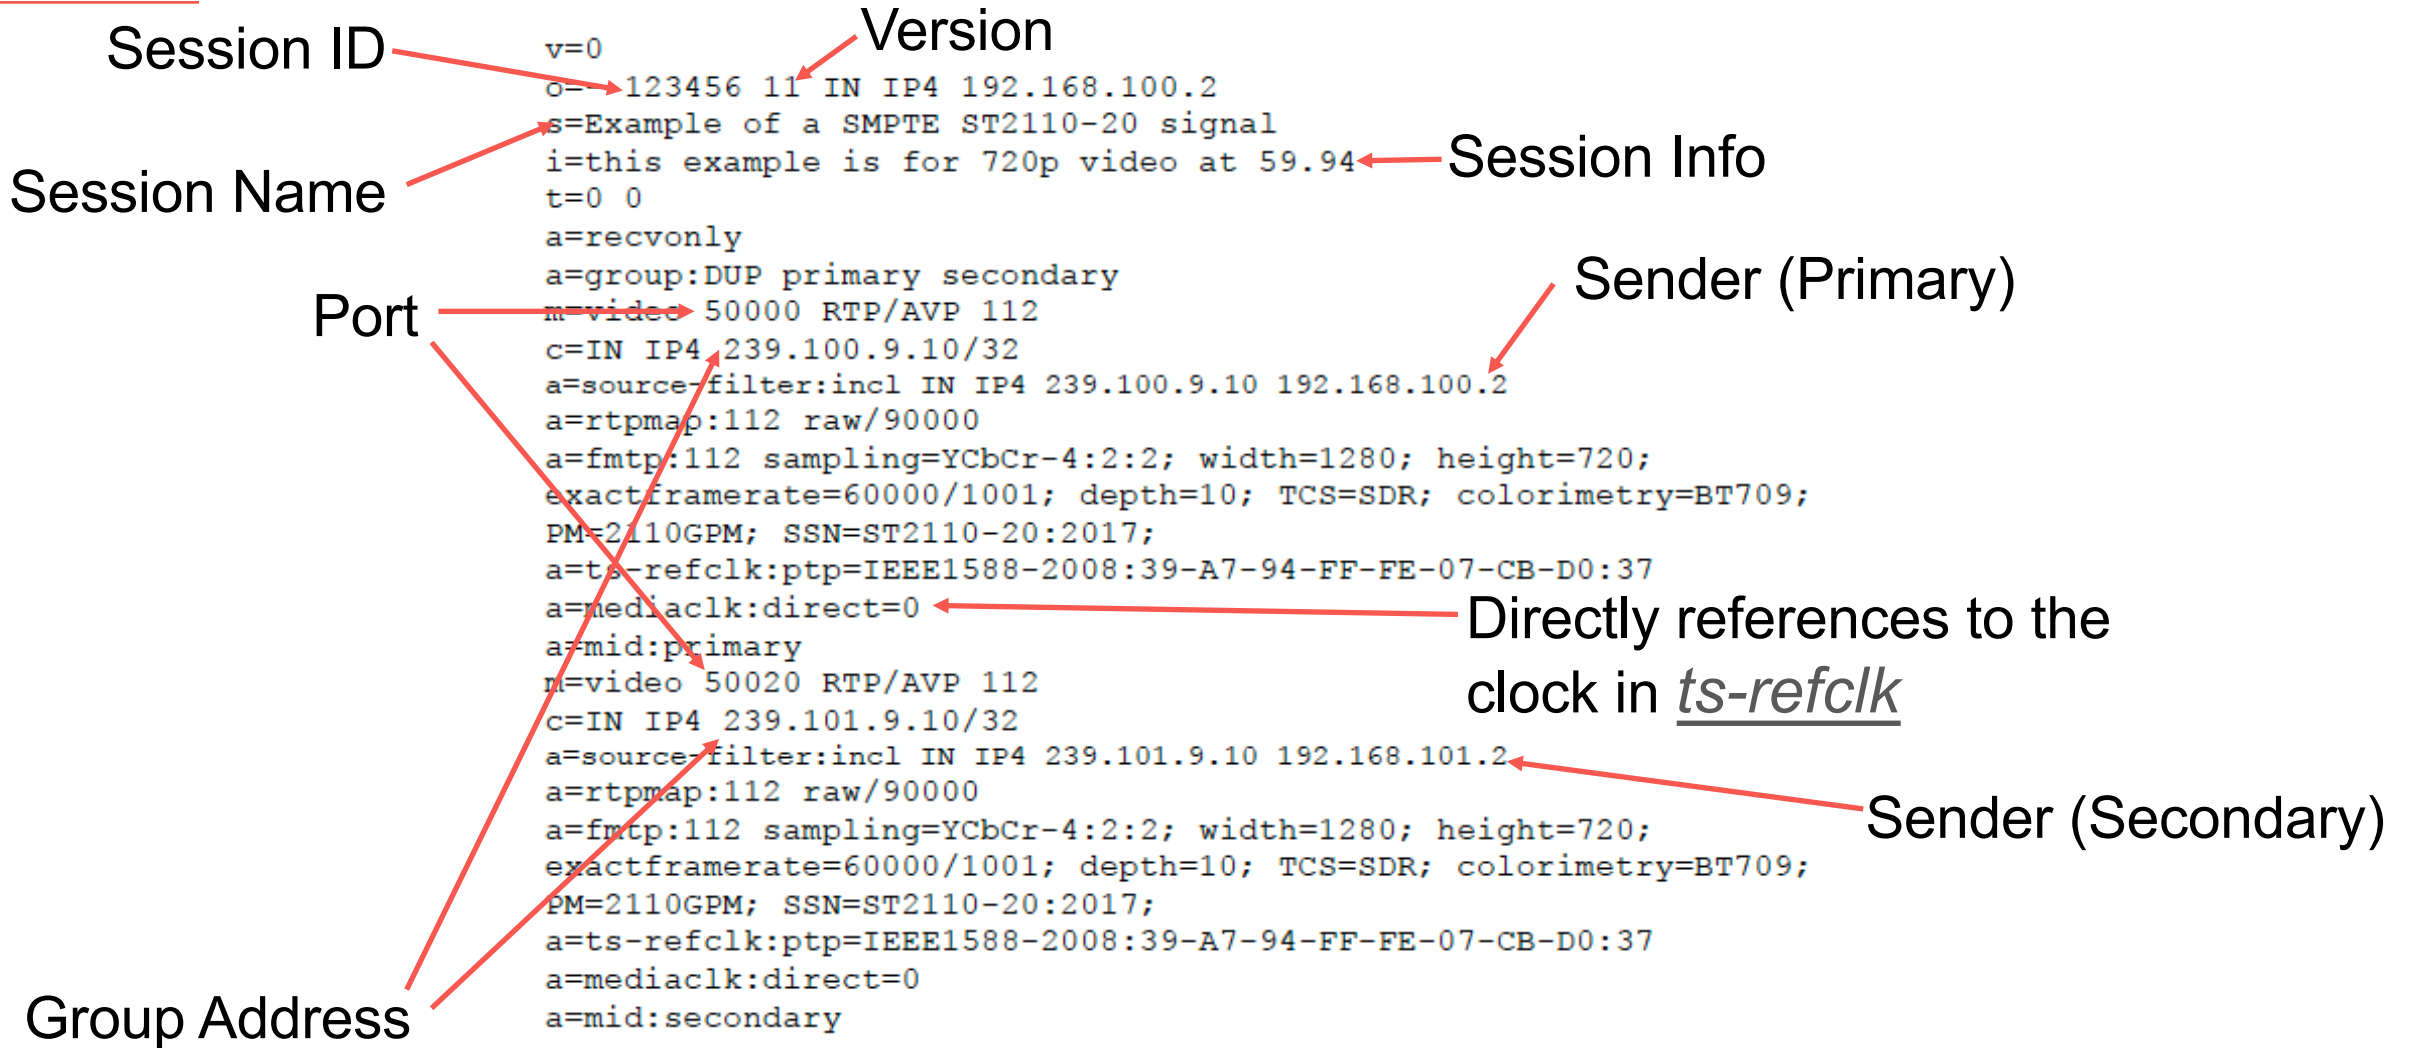 Session ID
Version
v=0
o=- 123456 11 IN IP4 192.168.100.2
s=Example of a SMPTE ST2110-20 signal
Session Name
i=this example is for 720p video at 59.94
Session Info
t=0 0
a=recvonly
a=group:DUP primary secondary
Sender (Primary)
Port
m=video 50000 RTP/AVP 112
c=IN IP4 239.100.9.10/32
a=source-filter:incl IN IP4 239.100.9.10 192.168.100.2
a=rtpmap:112 raw/90000
a=fmtp:112 sampling=YCbCr-4:2:2; width=1280; height=720;
exactframerate=60000/1001; depth=10; TCS=SDR; colorimetry=BT709;
PM=2110GPM; SSN=ST2110-20:2017;
a=ts-refclk:ptp=IEEE1588-2008:39-A7-94-FF-FE-07-CB-D0:37
a=mediaclk:direct=0
Directly references to the
clock in ts-refclk
a=mid:primary
m=video 50020 RTP/AVP 112
c=IN IP4 239.101.9.10/32
a=source-filter:incl IN IP4 239.101.9.10 192.168.101.2
Sender (Secondary)
a=rtpmap:112 raw/90000
a=fmtp:112 sampling=YCbCr-4:2:2; width=1280; height=720;
exactframerate=60000/1001; depth=10; TCS=SDR; colorimetry=BT709;
PM=2110GPM; SSN=ST2110-20:2017;
a=ts-refclk:ptp=IEEE1588-2008:39-A7-94-FF-FE-07-CB-D0:37
a=mediaclk:direct=0
a=mid:secondary
Group Address